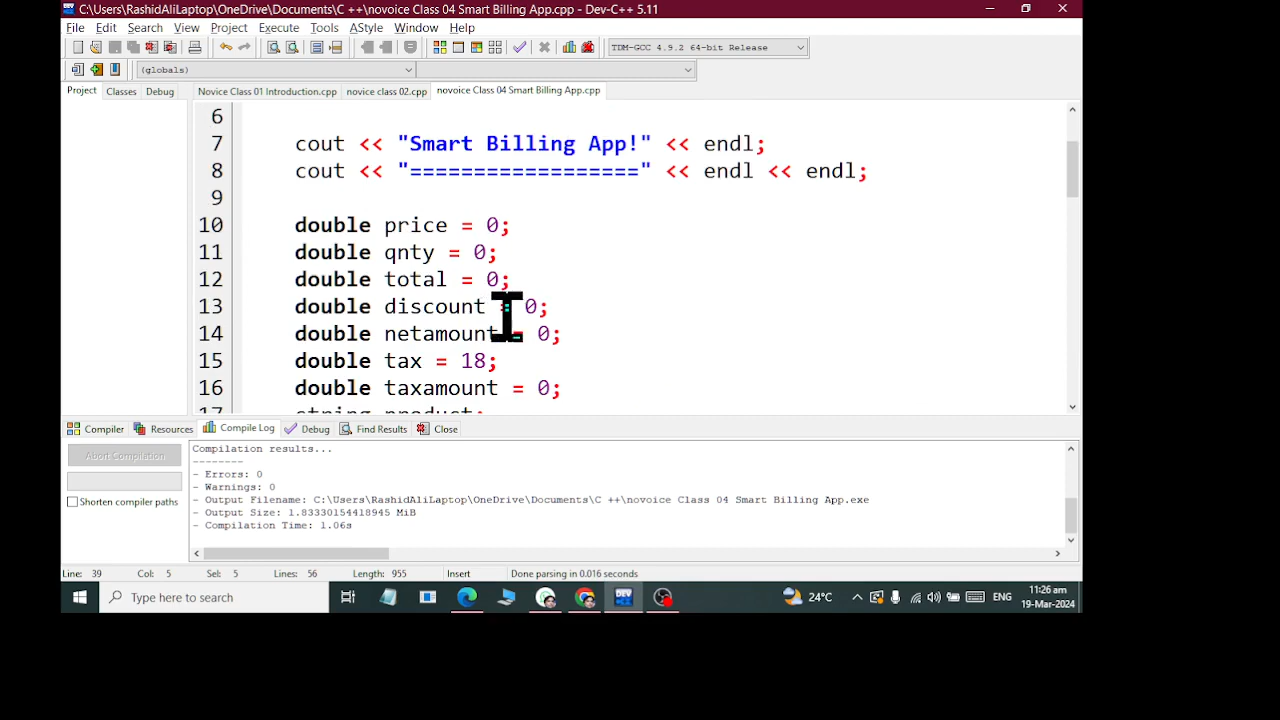 C:\Users\RashidAliLaptop\OneDrive\Documents\C ++\novoice Class 04 Smart Billing App.cpp - Dev-C++ 5.11
File Edit Search View Project Execute Tools AStyle Window Help
TDM-GCC 4.9.2 64-bit Release
(globals)
Project Classes Debug Novice Class 01 Introduction.cpp novice class 02.cpp novoice Class 04 Smart Billing App.cpp
6
7 cout << "Smart Billing App!" << endl;
8 cout << "==================" << endl << endl;
9
10 double price = 0;
11 double qnty = 0;
12 double total = 0;
13 double discount = 0;
14 double netamount = 0;
15 double tax = 18;
16 double taxamount = 0;
17 string product;
Compiler Resources Compile Log Debug Find Results Close
Abort Compilation
Shorten compiler paths
Compilation results...
--------
- Errors: 0
- Warnings: 0
- Output Filename: C:\Users\RashidAliLaptop\OneDrive\Documents\C ++\novoice Class 04 Smart Billing App.exe
- Output Size: 1.83330154418945 MiB
- Compilation Time: 1.06s
Line: 39 Col: 5 Sel: 5 Lines: 56 Length: 955 Insert Done parsing in 0.016 seconds
Type here to search
DEV
24°C
ENG
11:26 am
19-Mar-2024